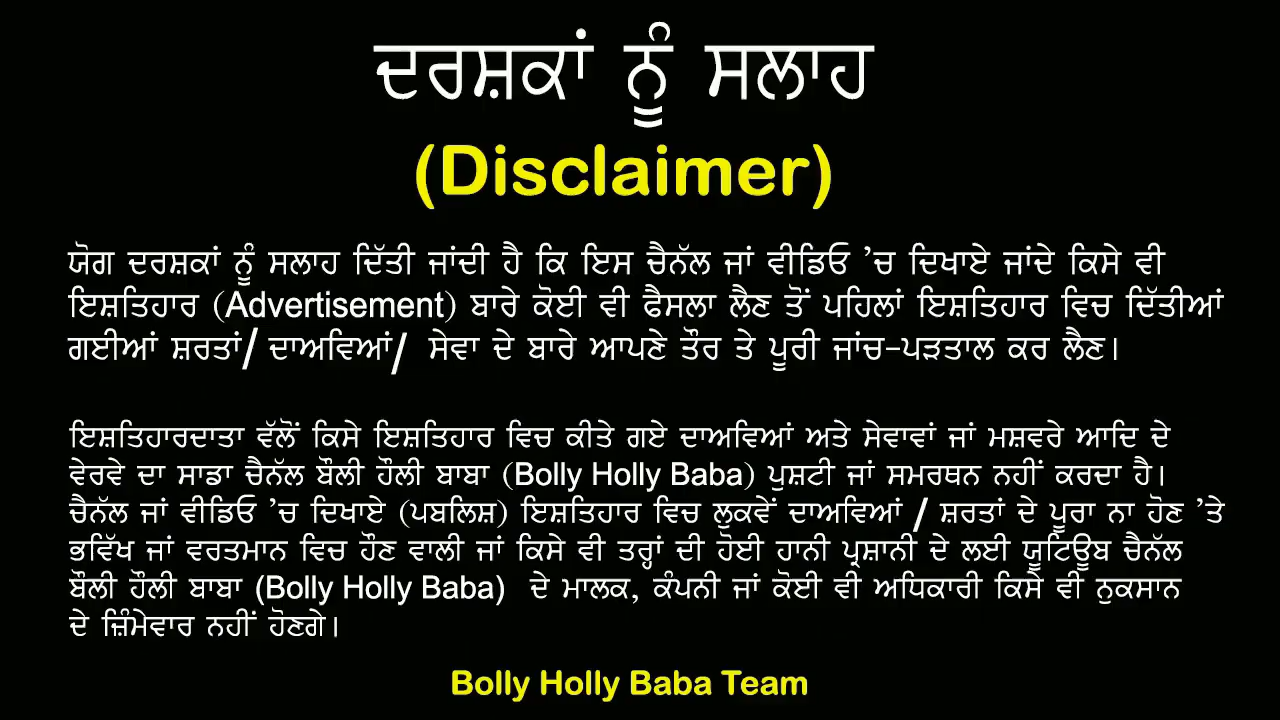 ਦਰਸ਼ਕਾਂ ਨੂੰ ਸਲਾਹ
(Disclaimer)
ਯੋਗ ਦਰਸ਼ਕਾਂ ਨੂੰ ਸਲਾਹ ਦਿੱਤੀ ਜਾਂਦੀ ਹੈ ਕਿ ਇਸ ਚੈਨੱਲ ਜਾਂ ਵੀਡਿਓ ’ਚ ਦਿਖਾਏ ਜਾਂਦੇ ਕਿਸੇ ਵੀ
ਇਸ਼ਤਿਹਾਰ (Advertisement) ਬਾਰੇ ਕੋਈ ਵੀ ਫੈਸਲਾ ਲੈਣ ਤੋਂ ਪਹਿਲਾਂ ਇਸ਼ਤਿਹਾਰ ਵਿਚ ਦਿੱਤੀਆਂ
ਗਈਆਂ ਸ਼ਰਤਾਂ/ ਦਾਅਵਿਆਂ/ ਸੇਵਾ ਦੇ ਬਾਰੇ ਆਪਣੇ ਤੌਰ ਤੇ ਪੂਰੀ ਜਾਂਚ-ਪੜਤਾਲ ਕਰ ਲੈਣ।
ਇਸ਼ਤਿਹਾਰਦਾਤਾ ਵੱਲੋਂ ਕਿਸੇ ਇਸ਼ਤਿਹਾਰ ਵਿਚ ਕੀਤੇ ਗਏ ਦਾਅਵਿਆਂ ਅਤੇ ਸੇਵਾਵਾਂ ਜਾਂ ਮਸ਼ਵਰੇ ਆਦਿ ਦੇ
ਵੇਰਵੇ ਦਾ ਸਾਡਾ ਚੈਨੱਲ ਬੌਲੀ ਹੌਲੀ ਬਾਬਾ (Bolly Holly Baba) ਪੁਸ਼ਟੀ ਜਾਂ ਸਮਰਥਨ ਨਹੀਂ ਕਰਦਾ ਹੈ।
ਚੈਨੱਲ ਜਾਂ ਵੀਡਿਓ ’ਚ ਦਿਖਾਏ (ਪਬਲਿਸ਼) ਇਸ਼ਤਿਹਾਰ ਵਿਚ ਲੁਕਵੇਂ ਦਾਅਵਿਆਂ / ਸ਼ਰਤਾਂ ਦੇ ਪੂਰਾ ਨਾ ਹੋਣ ’ਤੇ
ਭਵਿੱਖ ਜਾਂ ਵਰਤਮਾਨ ਵਿਚ ਹੌਣ ਵਾਲੀ ਜਾਂ ਕਿਸੇ ਵੀ ਤਰ੍ਹਾਂ ਦੀ ਹੋਈ ਹਾਨੀ ਪ੍ਰਸ਼ਾਨੀ ਦੇ ਲਈ ਯੂਟਿਊਬ ਚੈਨੱਲ
ਬੌਲੀ ਹੌਲੀ ਬਾਬਾ (Bolly Holly Baba) ਦੇ ਮਾਲਕ, ਕੰਪਨੀ ਜਾਂ ਕੋਈ ਵੀ ਅਧਿਕਾਰੀ ਕਿਸੇ ਵੀ ਨੁਕਸਾਨ
ਦੇ ਜ਼ਿੰਮੇਵਾਰ ਨਹੀਂ ਹੋਣਗੇ।
Bolly Holly Baba Team